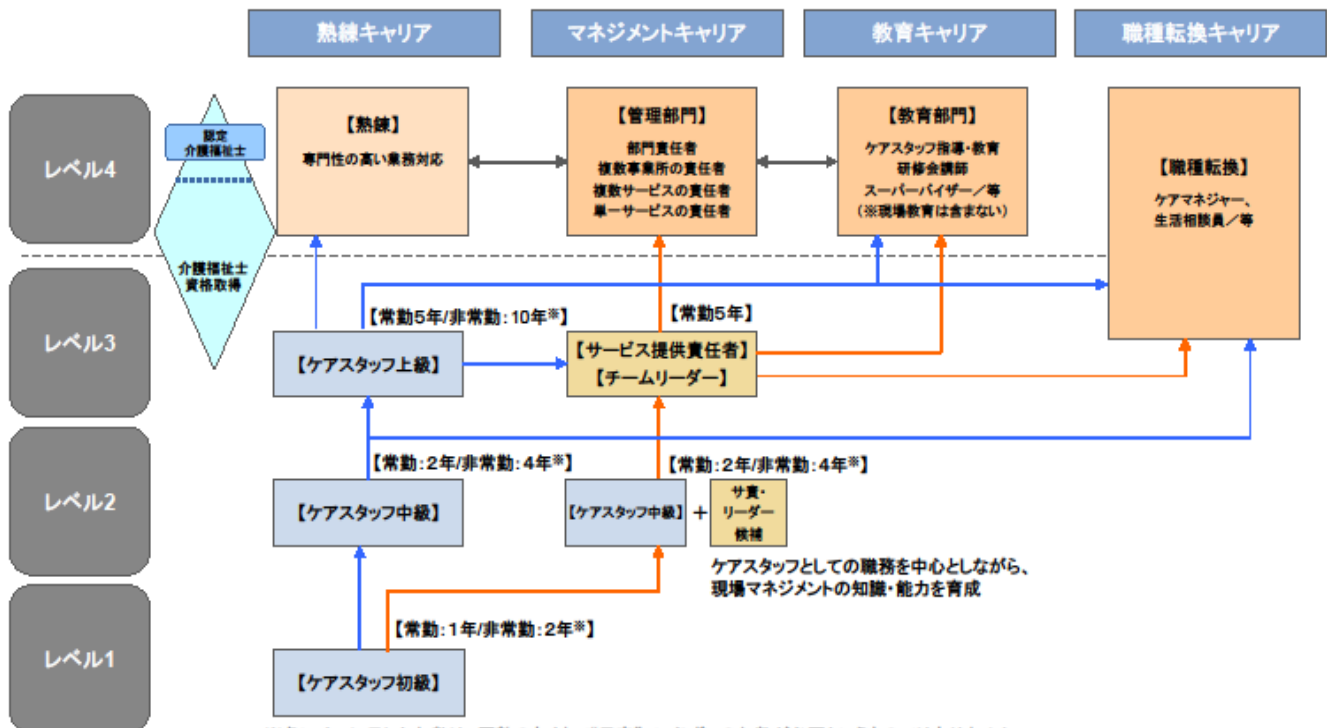 熟練キャリア
マネジメントキャリア
教育キャリア
職種転換キャリア
レベル4
認定
介護福祉士
介護福祉士
資格取得
【熟練】
専門性の高い業務対応
【管理部門】
部門責任者
複数事業所の責任者
複数サービスの責任者
単一サービスの責任者
【教育部門】
ケアスタッフ指導・教育
研修会講師
スーパーバイザー／等
(※現場教育は含まない)
【職種転換】
ケアマネジャー、
生活相談員／等
レベル3
【常勤5年/非常勤：10年※】
【常勤5年】
【ケアスタッフ上級】
【サービス提供責任者】
【チームリーダー】
【常勤：2年/非常勤：4年※】
【常勤：2年/非常勤：4年※】
レベル2
【ケアスタッフ中級】
【ケアスタッフ中級】
＋
サ責・
リーダー
候補
ケアスタッフとしての職務を中心としながら、
現場マネジメントの知識・能力を育成
【常勤：1年/非常勤：2年※】
レベル1
【ケアスタッフ初級】